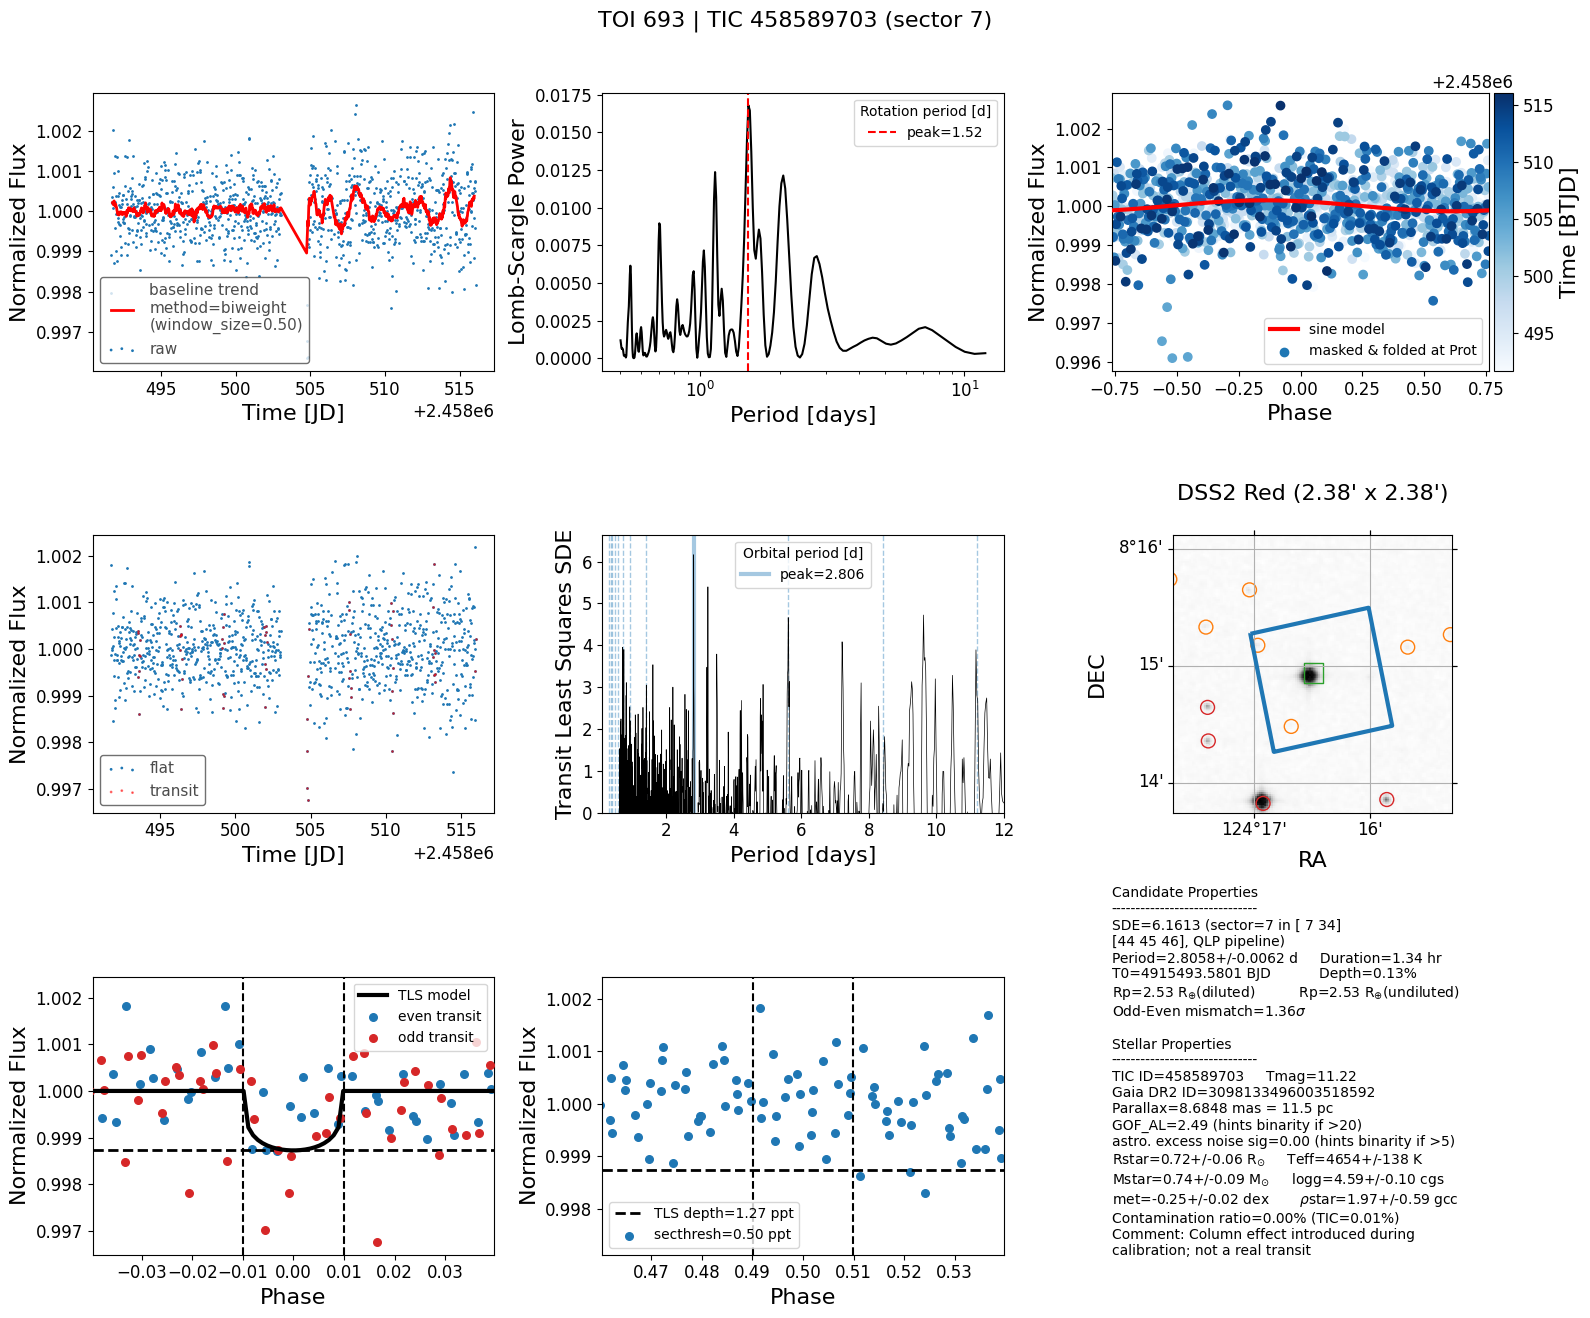 TOI 693 | TIC 458589703 (sector 7)
Normalized Flux
1.002
1.001
1.000
0.999
0.998
0.997
baseline trend
method=biweight
(window_size=0.50)
raw
495 500 505 510 515
Time [JD]
+2.458e6
Lomb-Scargle Power
0.0175
0.0150
0.0125
0.0100
0.0075
0.0050
0.0025
0.0000
Rotation period [d]
peak=1.52
10⁰ 10¹
Period [days]
+2.458e6
Normalized Flux
1.002
1.001
1.000
0.999
0.998
0.997
0.996
sine model
masked & folded at Prot
−0.75 −0.50 −0.25 0.00 0.25 0.50 0.75
Phase
515
510
505
500
495
Time [BTJD]
Normalized Flux
1.002
1.001
1.000
0.999
0.998
0.997
flat
transit
495 500 505 510 515
Time [JD]
+2.458e6
Transit Least Squares SDE
6
5
4
3
2
1
0
Orbital period [d]
peak=2.806
2 4 6 8 10 12
Period [days]
DSS2 Red (2.38' x 2.38')
DEC
8°16'
15'
14'
124°17' 16'
RA
Normalized Flux
1.002
1.001
1.000
0.999
0.998
0.997
TLS model
even transit
odd transit
−0.03 −0.02 −0.01 0.00 0.01 0.02 0.03
Phase
Normalized Flux
1.002
1.001
1.000
0.999
0.998
TLS depth=1.27 ppt
secthresh=0.50 ppt
0.47 0.48 0.49 0.50 0.51 0.52 0.53
Phase
Candidate Properties
------------------------------
SDE=6.1613 (sector=7 in [ 7 34]
[44 45 46], QLP pipeline)
Period=2.8058+/-0.0062 d Duration=1.34 hr
T0=4915493.5801 BJD Depth=0.13%
Rp=2.53 R⊕(diluted) Rp=2.53 R⊕(undiluted)
Odd-Even mismatch=1.36σ
Stellar Properties
------------------------------
TIC ID=458589703 Tmag=11.22
Gaia DR2 ID=3098133496003518592
Parallax=8.6848 mas = 11.5 pc
GOF_AL=2.49 (hints binarity if >20)
astro. excess noise sig=0.00 (hints binarity if >5)
Rstar=0.72+/-0.06 R⊙ Teff=4654+/-138 K
Mstar=0.74+/-0.09 M⊙ logg=4.59+/-0.10 cgs
met=-0.25+/-0.02 dex ρstar=1.97+/-0.59 gcc
Contamination ratio=0.00% (TIC=0.01%)
Comment: Column effect introduced during
calibration; not a real transit